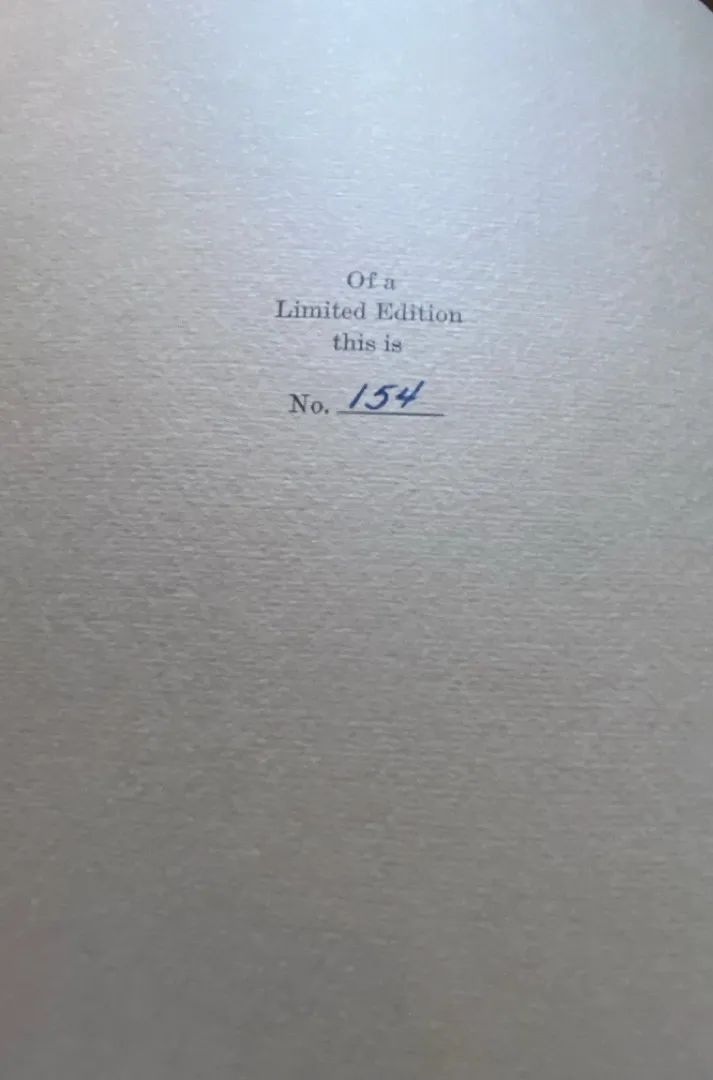 Of a
Limited Edition
this is
No. 154